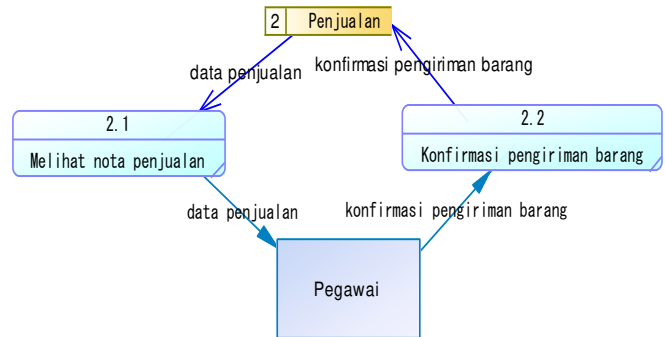 2 Penjualan
data penjualan
konfirmasi pengiriman barang
2.1
Melihat nota penjualan
2.2
Konfirmasi pengiriman barang
data penjualan
konfirmasi pengiriman barang
Pegawai